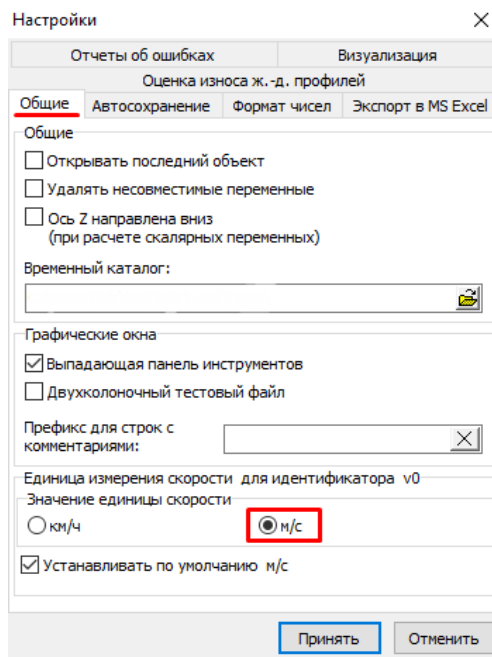 Настройки
Отчеты об ошибках
Визуализация
Оценка износа ж.-д. профилей
Общие
Автосохранение
Формат чисел
Экспорт в MS Excel
Общие
Открывать последний объект
Удалять несовместимые переменные
Ось Z направлена вниз
(при расчете скалярных переменных)
Временный каталог:
Графические окна
Выпадающая панель инструментов
Двухколоночный тестовый файл
Префикс для строк с
комментариями:
Единица измерения скорости для идентификатора v0
Значение единицы скорости
км/ч
м/с
Устанавливать по умолчанию м/с
Принять
Отменить